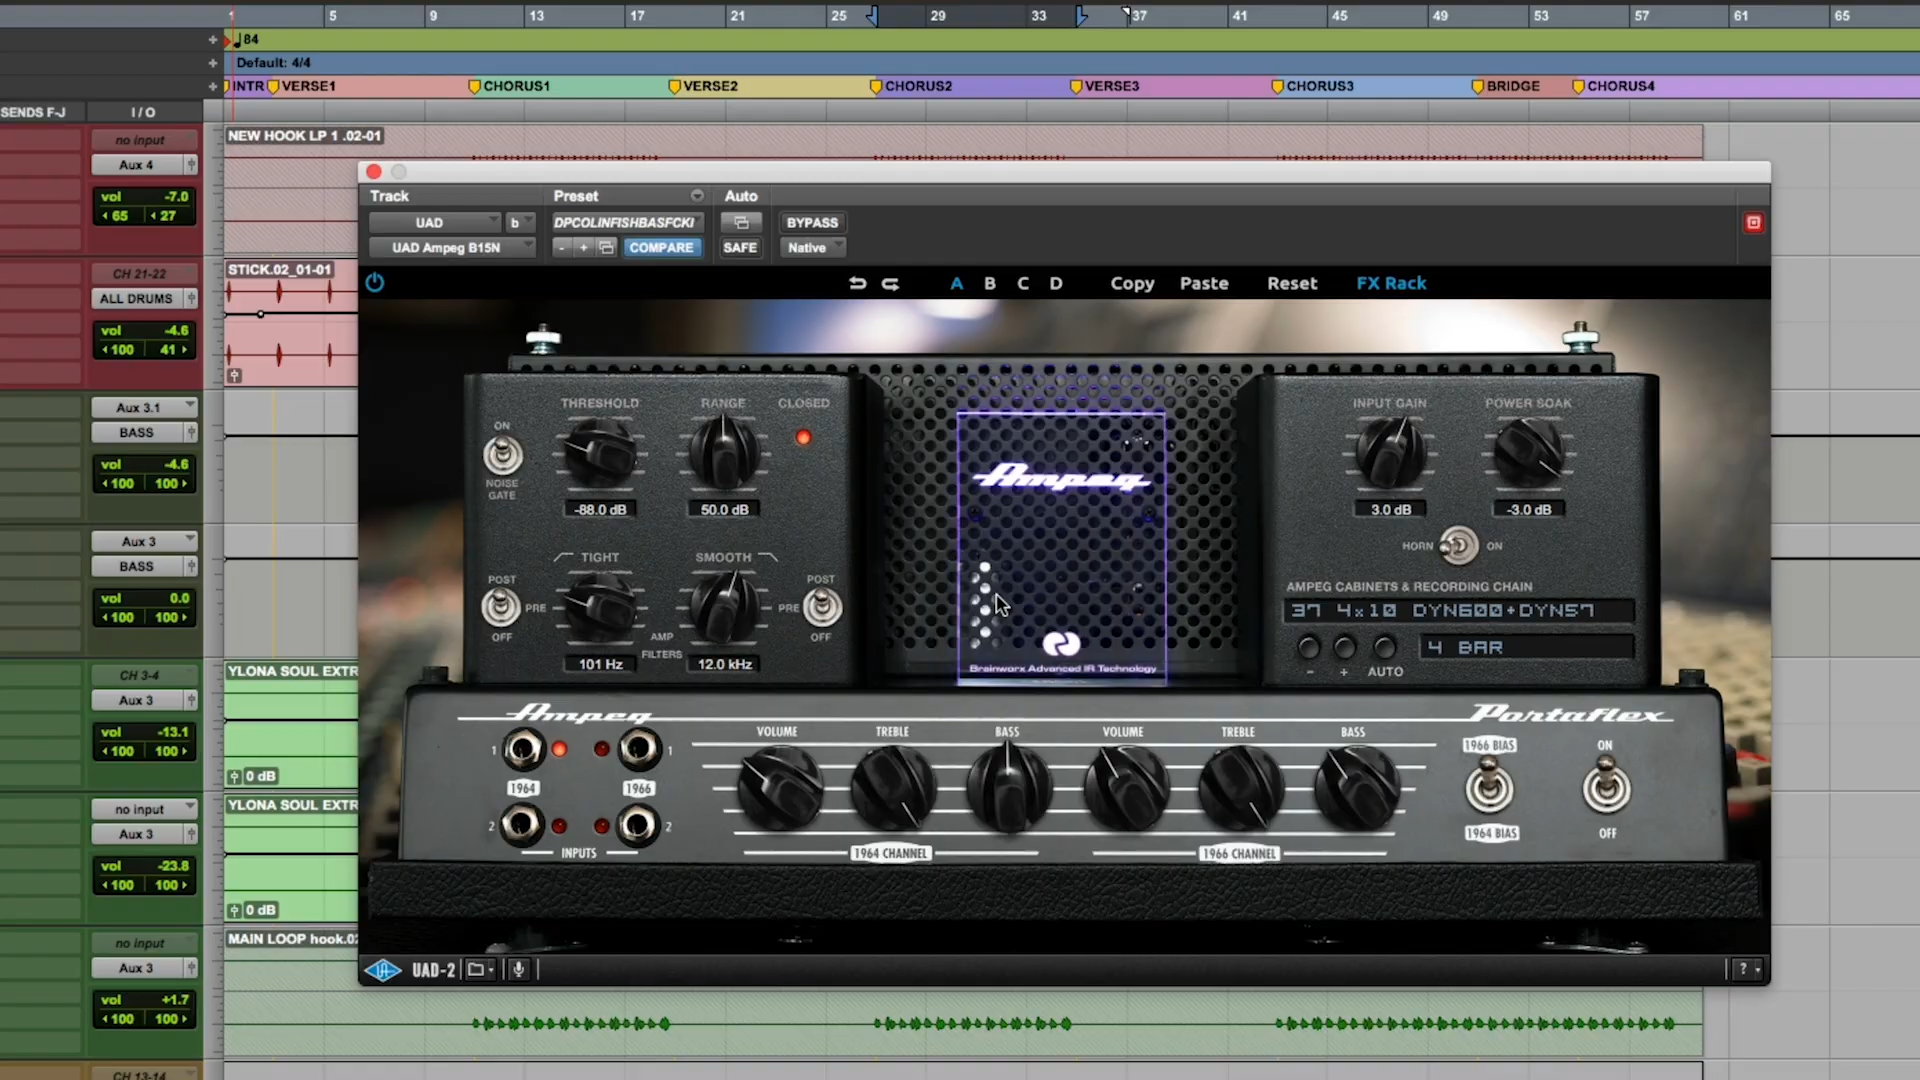 1 5 9 13 17 21 25 29 33 37 41 45 49 53 57 61 65
84
Default: 4/4
INTR VERSE1 CHORUS1 VERSE2 CHORUS2 VERSE3 CHORUS3 BRIDGE CHORUS4
SENDS F-J I / O
no input
Aux 4
vol -7.0
65 27
NEW HOOK LP 1 .02-01
CH 21-22
ALL DRUMS
vol -4.6
100 41
STICK.02_01-01
Aux 3.1
BASS
vol -4.6
100 100
Aux 3
BASS
vol 0.0
100 100
CH 3-4
Aux 3
vol -13.1
100 100
YLONA SOUL EXTR
0 dB
no input
Aux 3
vol -23.8
100 100
YLONA SOUL EXTR
0 dB
no input
Aux 3
vol +1.7
100 100
MAIN LOOP hook.02
CH 13-14
Track Preset Auto
UAD b DPCOLINFISHBASFCKI BYPASS
UAD Ampeg B15N - + COMPARE SAFE Native
A B C D Copy Paste Reset FX Rack
THRESHOLD RANGE CLOSED
ON
NOISE
GATE
-88.0 dB 50.0 dB
TIGHT SMOOTH
POST PRE OFF
POST PRE OFF
AMP
FILTERS
101 Hz 12.0 kHz
Ampeg
Brainworx Advanced IR Technology
INPUT GAIN POWER SOAK
3.0 dB -3.0 dB
HORN ON
AMPEG CABINETS & RECORDING CHAIN
37 4x10 DYN600+DYN57
- + AUTO
4 BAR
Ampeg Portaflex
VOLUME TREBLE BASS VOLUME TREBLE BASS
1 1
1964 1966
2 2
INPUTS
1964 CHANNEL 1966 CHANNEL
1966 BIAS ON
1964 BIAS OFF
UAD-2
?